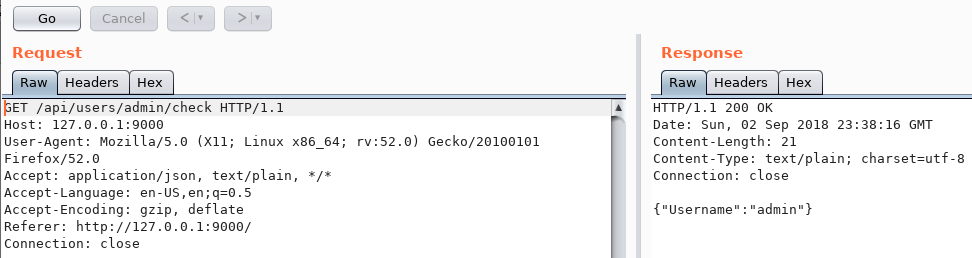 Go Cancel < > 
Request
Raw Headers Hex
GET /api/users/admin/check HTTP/1.1
Host: 127.0.0.1:9000
User-Agent: Mozilla/5.0 (X11; Linux x86_64; rv:52.0) Gecko/20100101
Firefox/52.0
Accept: application/json, text/plain, */*
Accept-Language: en-US,en;q=0.5
Accept-Encoding: gzip, deflate
Referer: http://127.0.0.1:9000/
Connection: close
Response
Raw Headers Hex
HTTP/1.1 200 OK
Date: Sun, 02 Sep 2018 23:38:16 GMT
Content-Length: 21
Content-Type: text/plain; charset=utf-8
Connection: close
{"Username":"admin"}